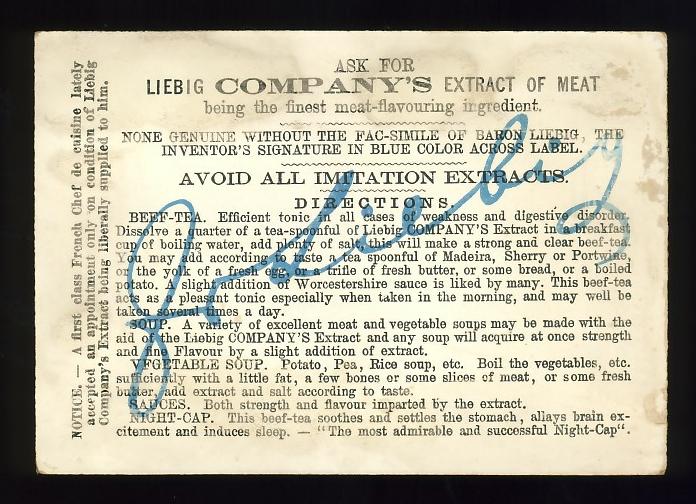 ASK FOR
LIEBIG COMPANY'S EXTRACT OF MEAT
being the finest meat-flavouring ingredient.
NONE GENUINE WITHOUT THE FAC-SIMILE OF BARON LIEBIG, THE
INVENTOR'S SIGNATURE IN BLUE COLOR ACROSS LABEL.
AVOID ALL IMITATION EXTRACTS.
DIRECTIONS.
BEEF-TEA. Efficient tonic in all cases of weakness and digestive disorder.
Dissolve a quarter of a tea-spoonful of Liebig COMPANY'S Extract in a breakfast
cup of boiling water, add plenty of salt, this will make a strong and clear beef-tea.
You may add according to taste a tea spoonful of Madeira, Sherry or Portwine,
or the yolk of a fresh egg, or a trifle of fresh butter, or some bread, or a boiled
potato. A slight addition of Worcestershire sauce is liked by many. This beef-tea
acts as a pleasant tonic especially when taken in the morning, and may well be
taken several times a day.
SOUP. A variety of excellent meat and vegetable soups may be made with the
aid of the Liebig COMPANY'S Extract and any soup will acquire at once strength
and fine Flavour by a slight addition of extract.
VEGETABLE SOUP. Potato, Pea, Rice soup, etc. Boil the vegetables, etc.
sufficiently with a little fat, a few bones or some slices of meat, or some fresh
butter, add extract and salt according to taste.
SAUCES. Both strength and flavour imparted by the extract.
NIGHT-CAP. This beef-tea soothes and settles the stomach, allays brain ex-
citement and induces sleep. — "The most admirable and successful Night-Cap".
NOTICE. — A first class French Chef de cuisine lately
accepted an appointment only on condition of Liebig
Company's Extract being liberally supplied to him.
J v Liebig